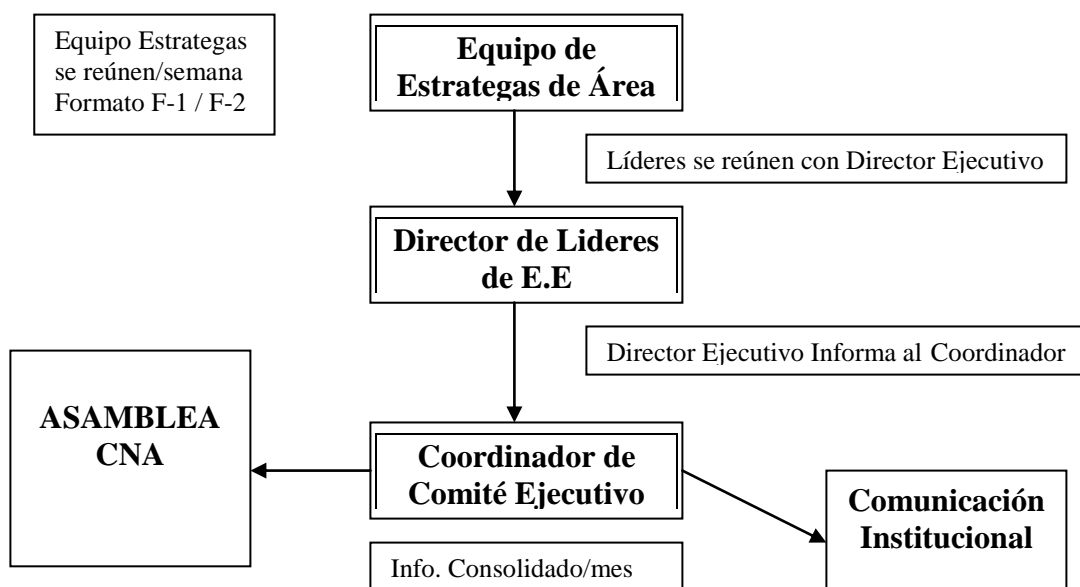 Equipo Estrategas
se reúnen/semana
Formato F-1 / F-2
Equipo de
Estrategas de Área
Líderes se reúnen con Director Ejecutivo
Director de Lideres
de E.E
Director Ejecutivo Informa al Coordinador
ASAMBLEA
CNA
Coordinador de
Comité Ejecutivo
Comunicación
Institucional
Info. Consolidado/mes